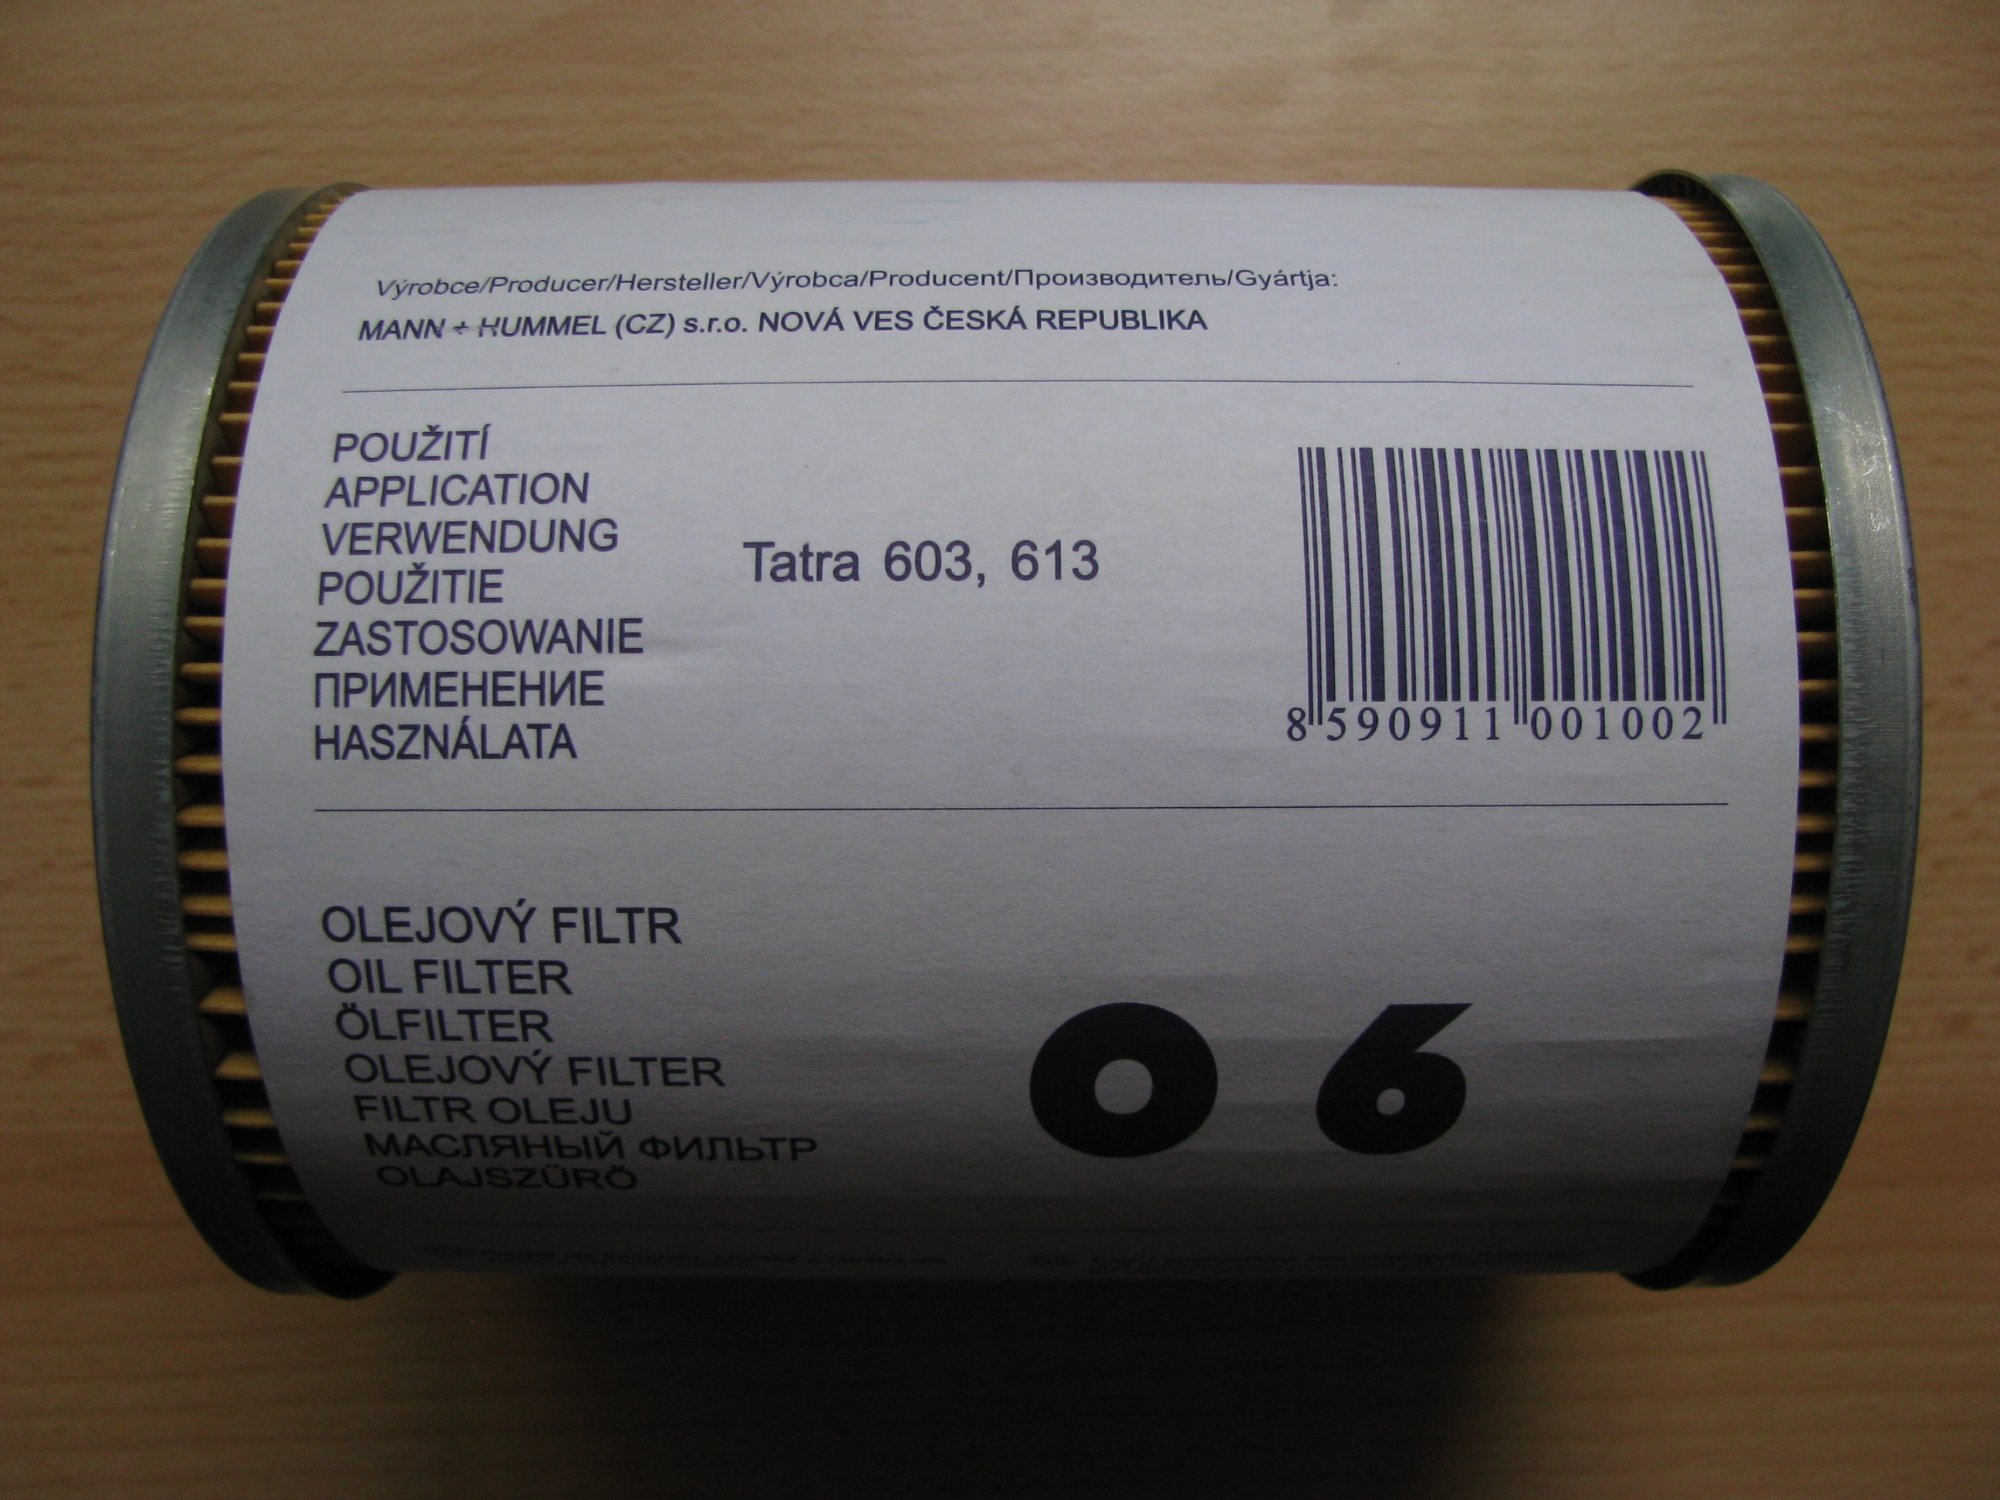 Výrobce/Producer/Hersteller/Výrobca/Producent/Производитель/Gyártja:
MANN + HUMMEL (CZ) s.r.o. NOVÁ VES ČESKÁ REPUBLIKA
POUŽITÍ
APPLICATION
VERWENDUNG
POUŽITIE
ZASTOSOWANIE
ПРИМЕНЕНИЕ
HASZNÁLATA
Tatra 603, 613
8 590911 001002
OLEJOVÝ FILTR
OIL FILTER
ÖLFILTER
OLEJOVÝ FILTER
FILTR OLEJU
МАСЛЯНЫЙ ФИЛЬТР
OLAJSZŰRŐ
O 6